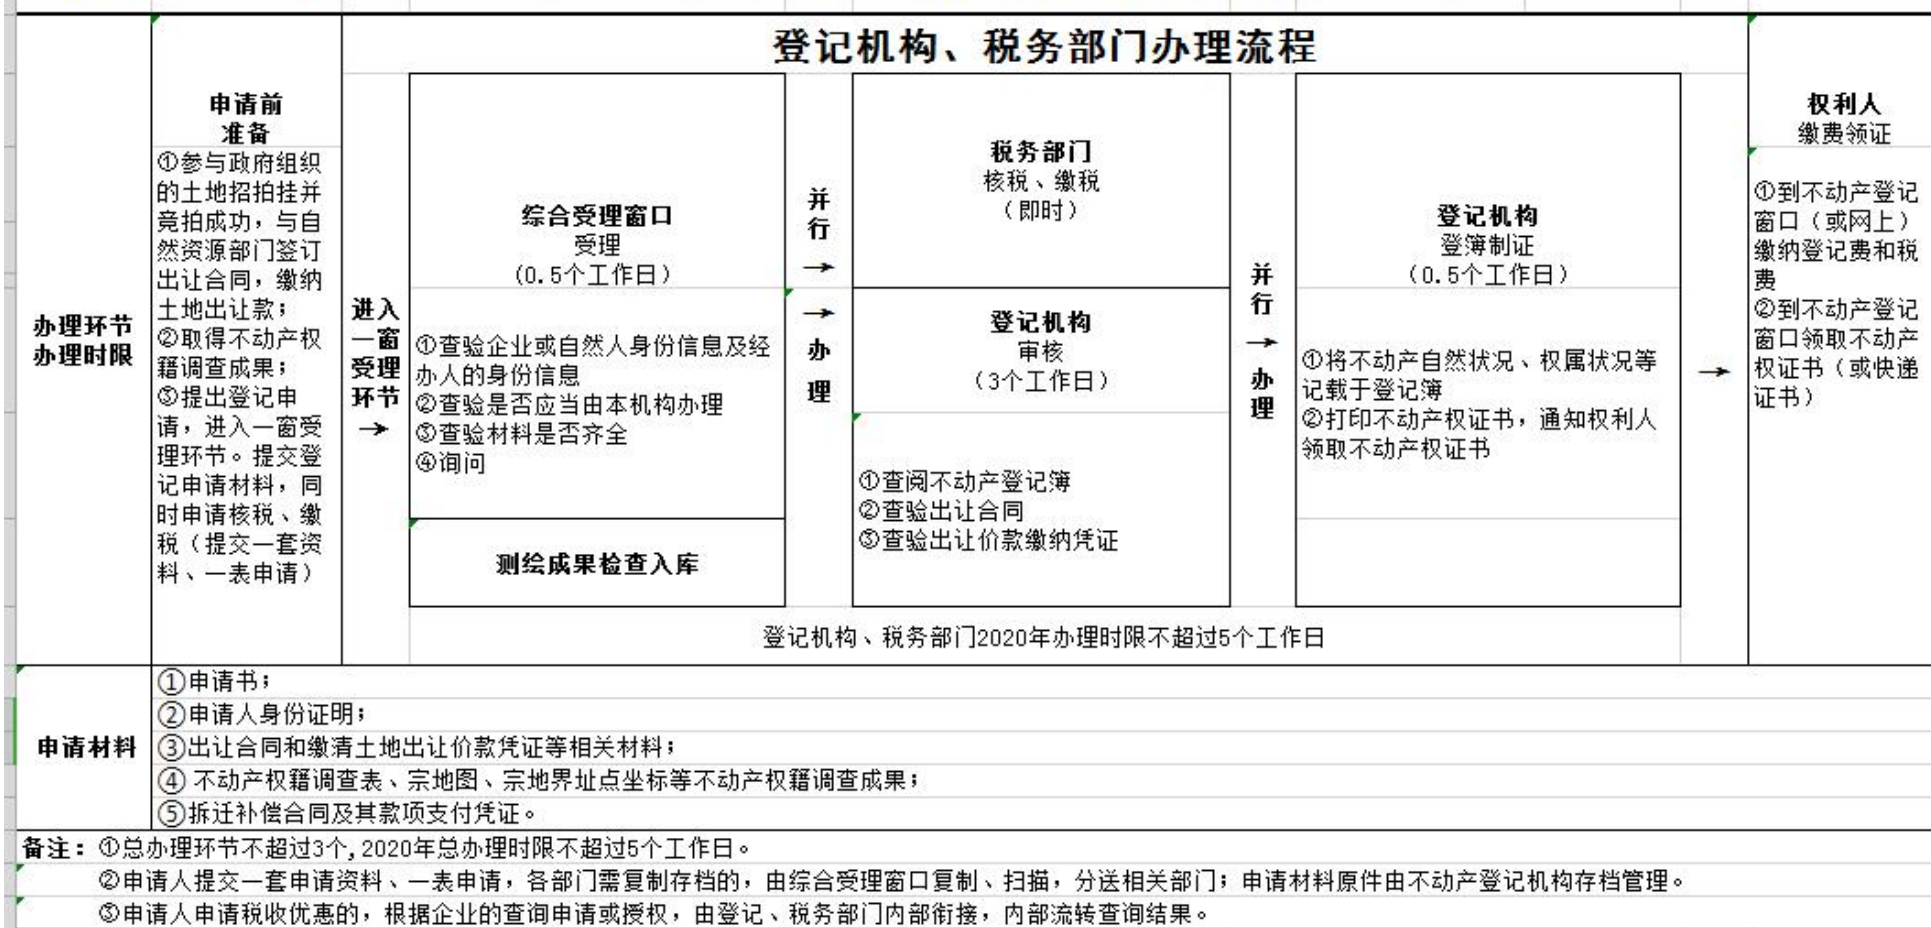 登记机构、税务部门办理流程
办理环节
办理时限
申请前
准备
①参与政府组织
的土地招拍挂并
竞拍成功，与自
然资源部门签订
出让合同，缴纳
土地出让款；
②取得不动产权
籍调查成果；
③提出登记申
请，进入一窗受
理环节。提交登
记申请材料，同
时申请核税、缴
税（提交一套资
料、一表申请）
进入
一窗
受理
环节
→
综合受理窗口
受理
（0.5个工作日）
①查验企业或自然人身份信息及经
办人的身份信息
②查验是否应当由本机构办理
③查验材料是否齐全
④询问
测绘成果检查入库
并
行
→
→
办
理
税务部门
核税、缴税
（即时）
登记机构
审核
（3个工作日）
①查阅不动产登记簿
②查验出让合同
③查验出让价款缴纳凭证
并
行
→
办
理
登记机构
登簿制证
（0.5个工作日）
①将不动产自然状况、权属状况等
记载于登记簿
②打印不动产权证书，通知权利人
领取不动产权证书
→
权利人
缴费领证
①到不动产登记
窗口（或网上）
缴纳登记费和税
费
②到不动产登记
窗口领取不动产
权证书（或快递
证书）
登记机构、税务部门2020年办理时限不超过5个工作日
申请材料
①申请书；
②申请人身份证明；
③出让合同和缴清土地出让价款凭证等相关材料；
④ 不动产权籍调查表、宗地图、宗地界址点坐标等不动产权籍调查成果；
⑤拆迁补偿合同及其款项支付凭证。
备注：①总办理环节不超过3个,2020年总办理时限不超过5个工作日。
②申请人提交一套申请资料、一表申请，各部门需复制存档的，由综合受理窗口复制、扫描，分送相关部门；申请材料原件由不动产登记机构存档管理。
③申请人申请税收优惠的，根据企业的查询申请或授权，由登记、税务部门内部衔接，内部流转查询结果。